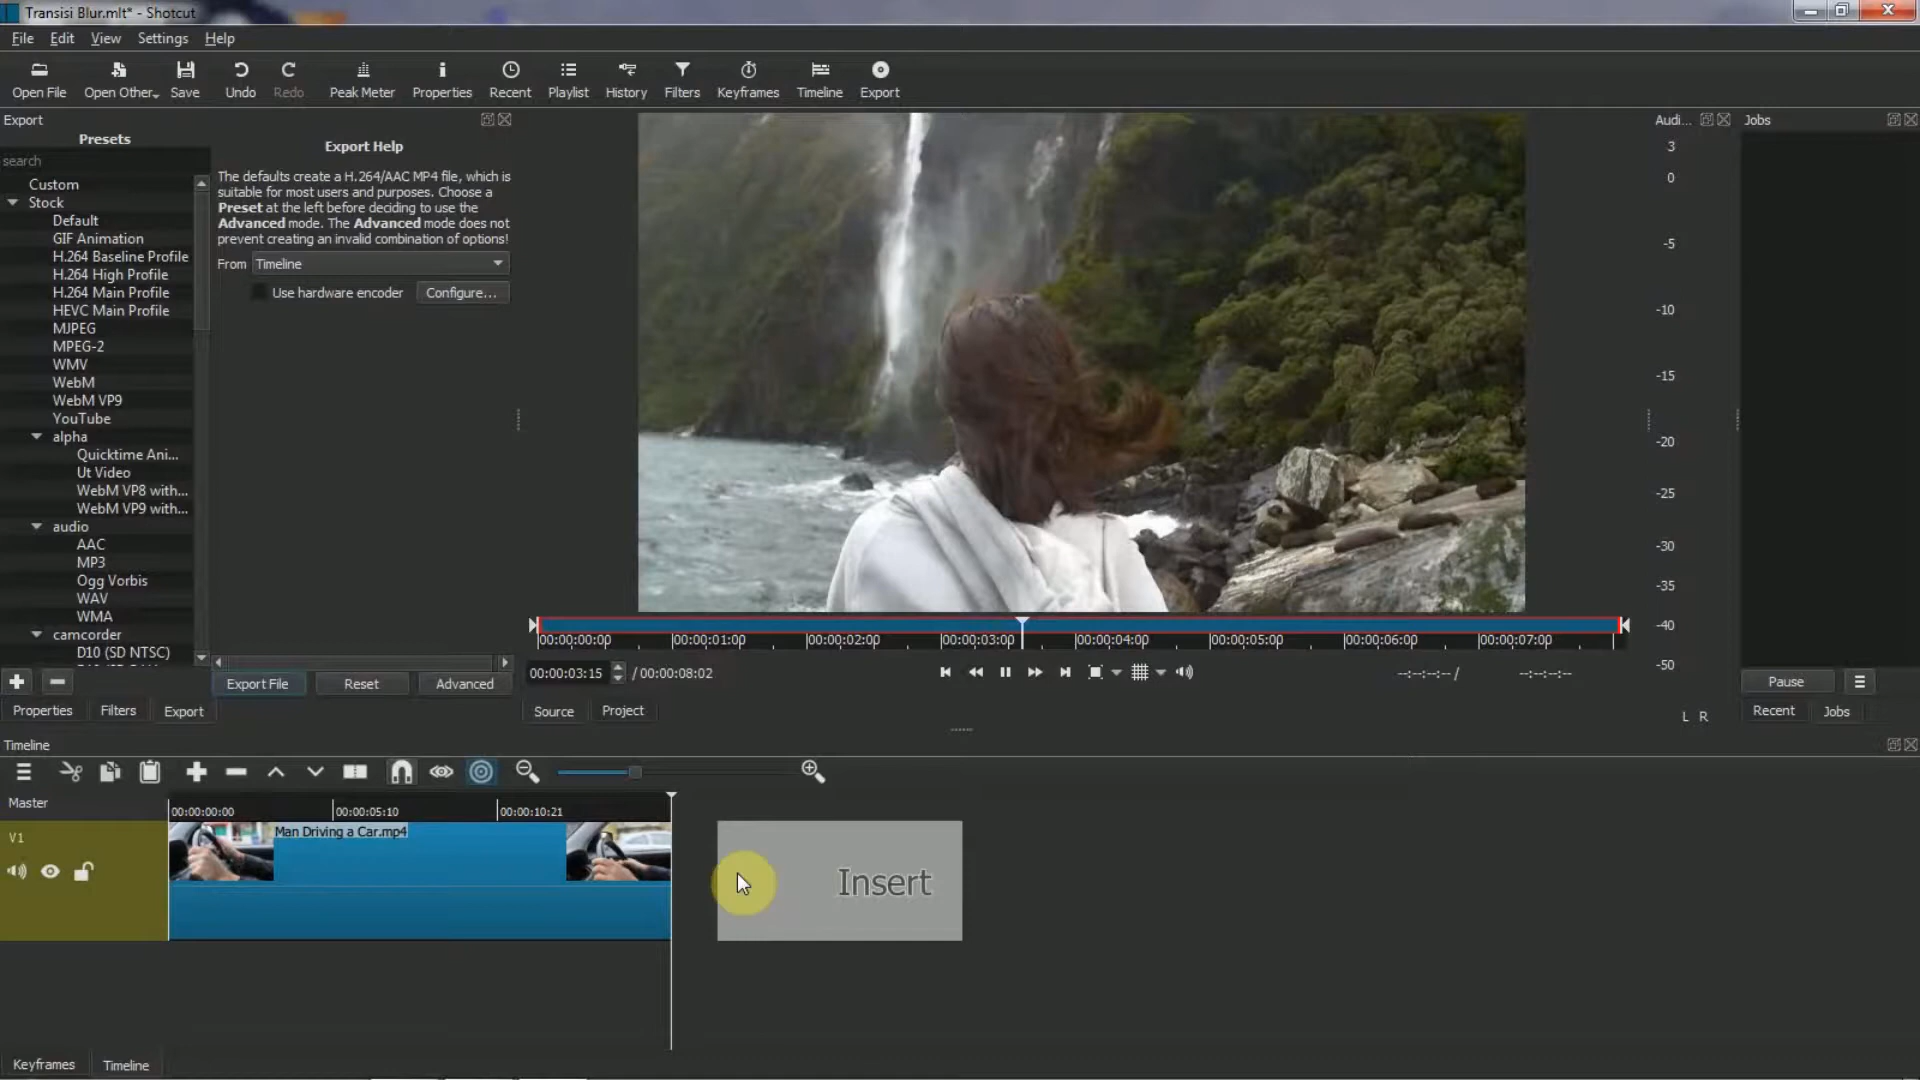 Transisi Blur.mlt* - Shotcut
File Edit View Settings Help
Open File Open Other Save Undo Redo Peak Meter Properties Recent Playlist History Filters Keyframes Timeline Export
Export
Presets
search
Custom
Stock
Default
GIF Animation
H.264 Baseline Profile
H.264 High Profile
H.264 Main Profile
HEVC Main Profile
MJPEG
MPEG-2
WMV
WebM
WebM VP9
YouTube
alpha
Quicktime Ani...
Ut Video
WebM VP8 with...
WebM VP9 with...
audio
AAC
MP3
Ogg Vorbis
WAV
WMA
camcorder
D10 (SD NTSC)
Export Help
The defaults create a H.264/AAC MP4 file, which is
suitable for most users and purposes. Choose a
Preset at the left before deciding to use the
Advanced mode. The Advanced mode does not
prevent creating an invalid combination of options!
From Timeline
Use hardware encoder Configure...
Export File Reset Advanced
Properties Filters Export
00:00:00:00 00:00:01:00 00:00:02:00 00:00:03:00 00:00:04:00 00:00:05:00 00:00:06:00 00:00:07:00
00:00:03:15 / 00:00:08:02 --:--:--:-- / --:--:--:--
Source Project
Audi...
3
0
-5
-10
-15
-20
-25
-30
-35
-40
-50
L R
Jobs
Pause
Recent Jobs
Timeline
Master
00:00:00:00 00:00:05:10 00:00:10:21
V1
Man Driving a Car.mp4
Insert
Keyframes Timeline